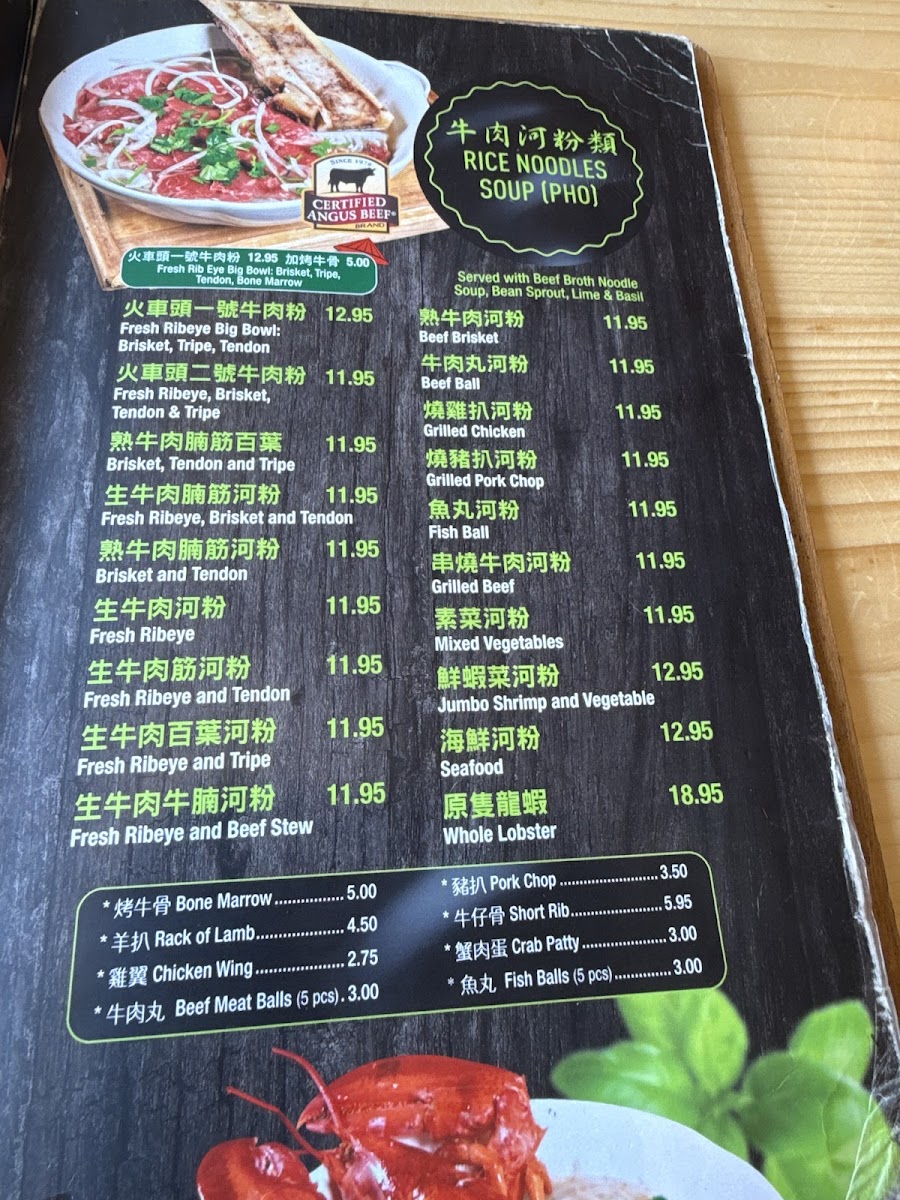 牛肉河粉類
RICE NOODLES
SOUP (PHO)
SINCE 1978
CERTIFIED
ANGUS BEEF®
BRAND
火車頭一號牛肉粉 12.95 加烤牛骨 5.00
Fresh Rib Eye Big Bowl: Brisket, Tripe,
Tendon, Bone Marrow
火車頭一號牛肉粉 12.95
Fresh Ribeye Big Bowl:
Brisket, Tripe, Tendon
火車頭二號牛肉粉 11.95
Fresh Ribeye, Brisket,
Tendon & Tripe
熟牛肉腩筋百葉 11.95
Brisket, Tendon and Tripe
生牛肉腩筋河粉 11.95
Fresh Ribeye, Brisket and Tendon
熟牛肉腩筋河粉 11.95
Brisket and Tendon
生牛肉河粉 11.95
Fresh Ribeye
生牛肉筋河粉 11.95
Fresh Ribeye and Tendon
生牛肉百葉河粉 11.95
Fresh Ribeye and Tripe
生牛肉牛腩河粉 11.95
Fresh Ribeye and Beef Stew
Served with Beef Broth Noodle
Soup, Bean Sprout, Lime & Basil
熟牛肉河粉 11.95
Beef Brisket
牛肉丸河粉 11.95
Beef Ball
燒雞扒河粉 11.95
Grilled Chicken
燒豬扒河粉 11.95
Grilled Pork Chop
魚丸河粉 11.95
Fish Ball
串燒牛肉河粉 11.95
Grilled Beef
素菜河粉 11.95
Mixed Vegetables
鮮蝦菜河粉 12.95
Jumbo Shrimp and Vegetable
海鮮河粉 12.95
Seafood
原隻龍蝦 18.95
Whole Lobster
* 烤牛骨 Bone Marrow................ 5.00
* 羊扒 Rack of Lamb.................... 4.50
* 雞翼 Chicken Wing.................... 2.75
* 牛肉丸 Beef Meat Balls (5 pcs). 3.00
* 豬扒 Pork Chop ........................ 3.50
* 牛仔骨 Short Rib...................... 5.95
* 蟹肉蛋 Crab Patty.................... 3.00
* 魚丸 Fish Balls (5 pcs).............. 3.00